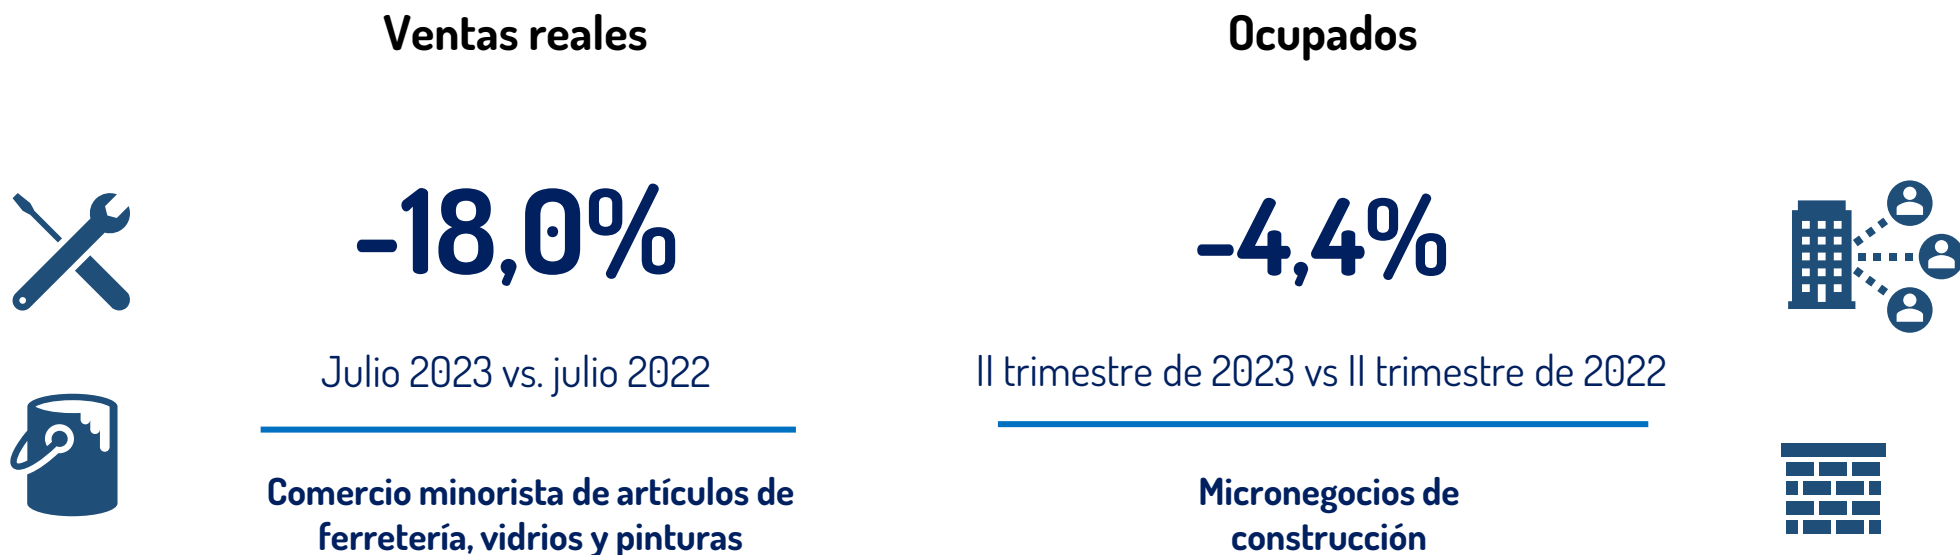 Ventas reales
-18,0%
Julio 2023 vs. julio 2022
Comercio minorista de artículos de
ferretería, vidrios y pinturas
Ocupados
-4,4%
II trimestre de 2023 vs II trimestre de 2022
Micronegocios de
construcción